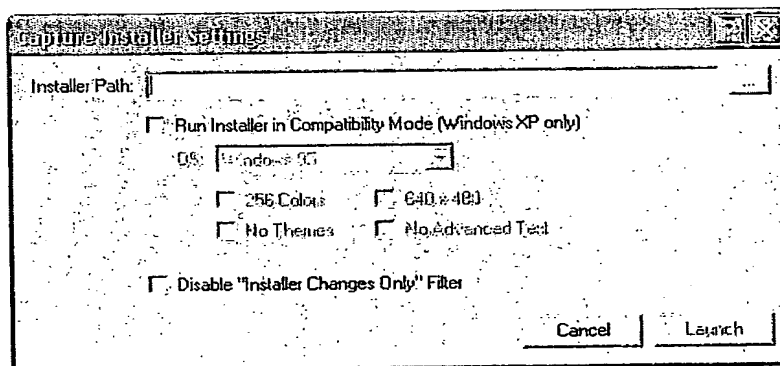 Capture Installer Settings
Installer Path: ...
Run Installer in Compatibility Mode (Windows XP only)
OS: Windows 95
256 Colors 640 x 480
No Themes No Advanced Text
Disable "Installer Changes Only" Filter
Cancel Launch